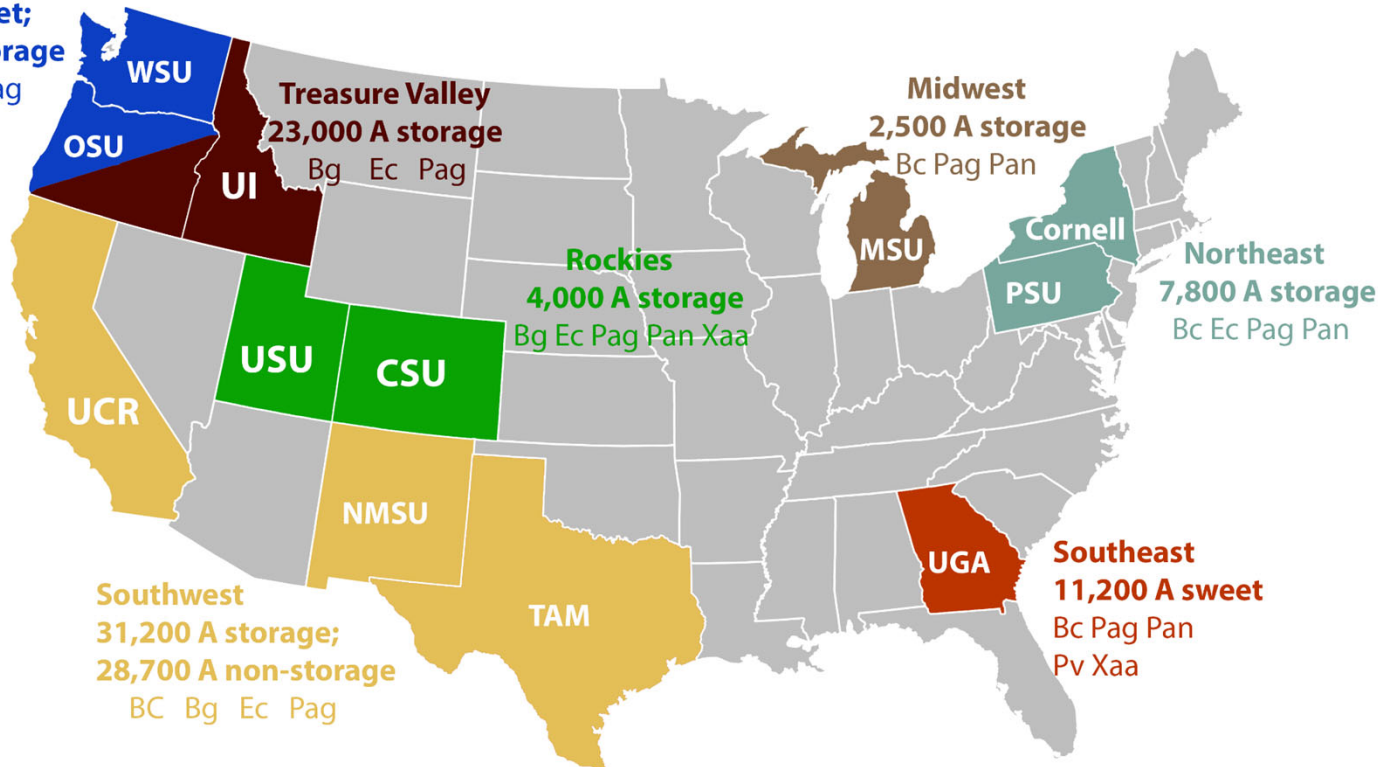 et;
orage
ag
WSU
OSU
UI
Treasure Valley
23,000 A storage
Bg Ec Pag
Midwest
2,500 A storage
Bc Pag Pan
MSU
Cornell
PSU
Northeast
7,800 A storage
Bc Ec Pag Pan
Rockies
4,000 A storage
Bg Ec Pag Pan Xaa
USU
CSU
UCR
NMSU
TAM
UGA
Southwest
31,200 A storage;
28,700 A non-storage
BC Bg Ec Pag
Southeast
11,200 A sweet
Bc Pag Pan
Pv Xaa